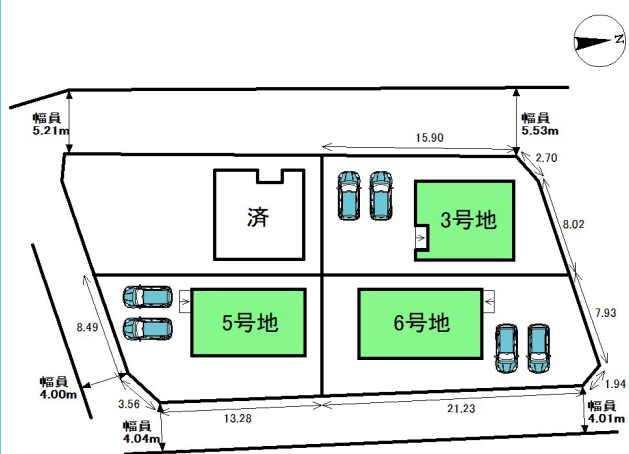 N
幅員
5.21m
幅員
5.53m
15.90
2.70
済
3号地
8.02
5号地
6号地
8.49
7.93
幅員
4.00m
3.56
13.28
21.23
1.94
幅員
4.04m
幅員
4.01m